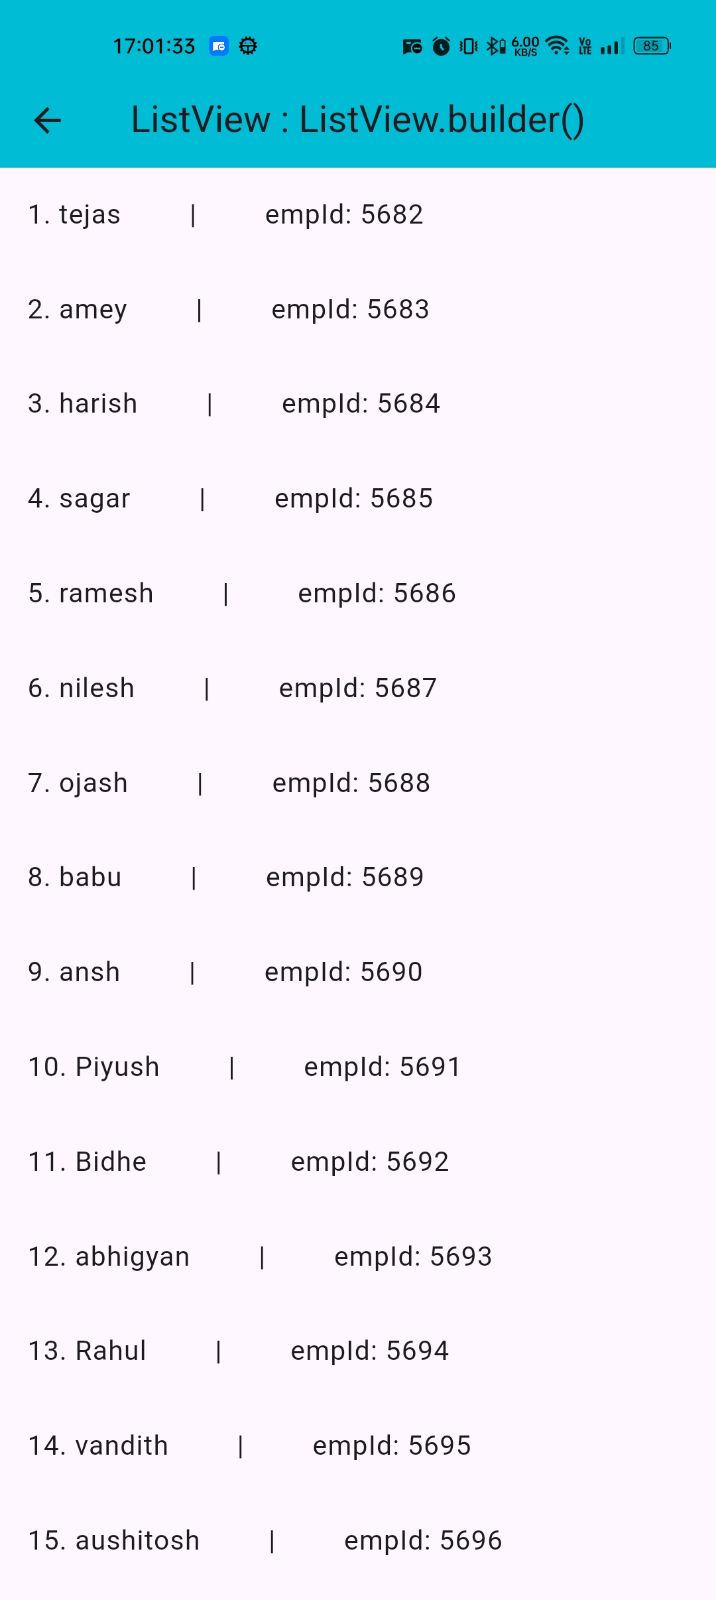 17:01:33 6.00 KB/S Vo LTE 85
ListView : ListView.builder()
1. tejas | empId: 5682
2. amey | empId: 5683
3. harish | empId: 5684
4. sagar | empId: 5685
5. ramesh | empId: 5686
6. nilesh | empId: 5687
7. ojash | empId: 5688
8. babu | empId: 5689
9. ansh | empId: 5690
10. Piyush | empId: 5691
11. Bidhe | empId: 5692
12. abhigyan | empId: 5693
13. Rahul | empId: 5694
14. vandith | empId: 5695
15. aushitosh | empId: 5696